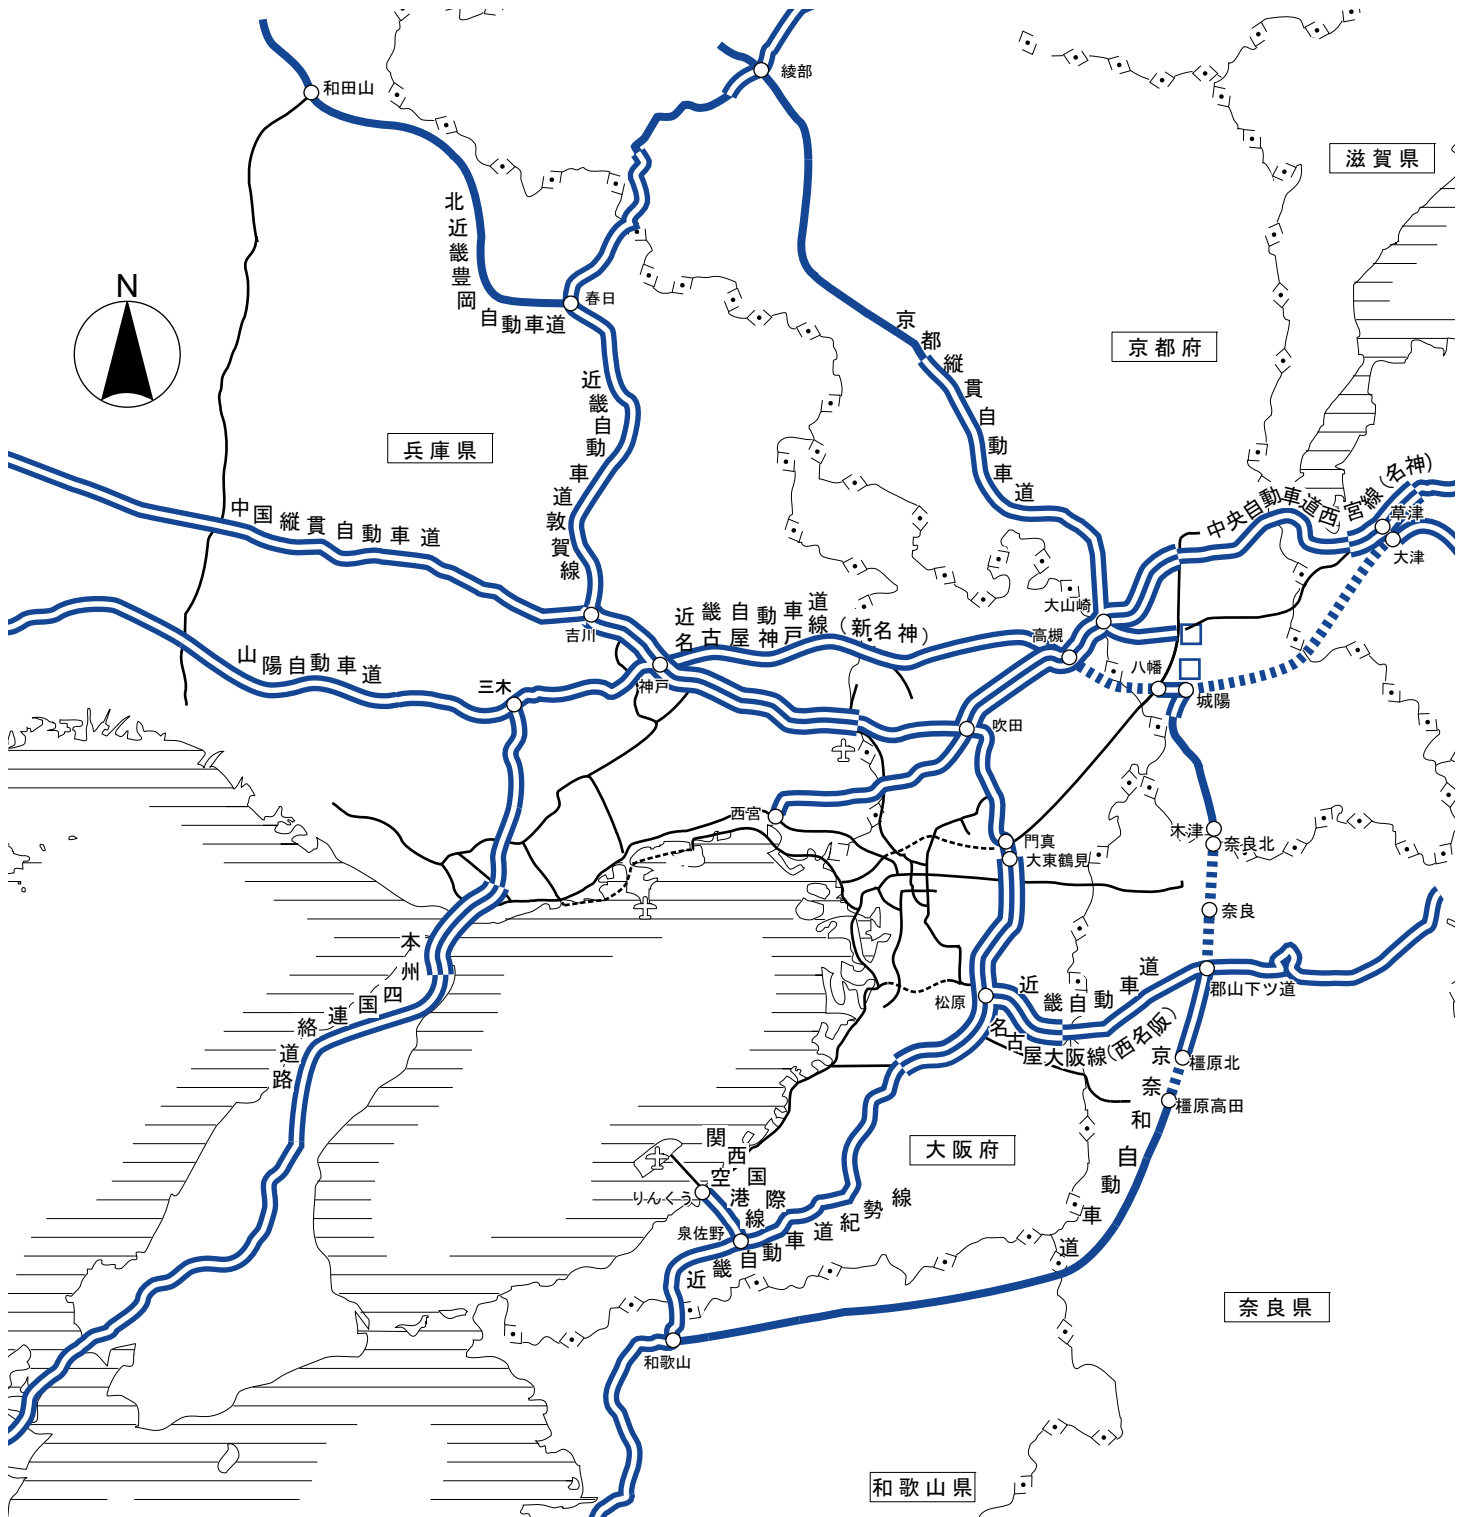 和田山
綾部
滋賀県
北近畿豊岡自動車道
春日
N
京都府
京都縦貫自動車道
近畿自動車道敦賀線
兵庫県
中央自動車道西宮線(名神)
中国縦貫自動車道
草津
大津
大山崎
近畿自動車道
名古屋神戸線(新名神)
吉川
高槻
山陽自動車道
八幡
三木
神戸
城陽
吹田
西宮
木津
門真
奈良北
大東鶴見
奈良
本州四国連絡道路
近畿自動車道
名古屋大阪線(西名阪)
郡山下ツ道
松原
京奈和自動車道
橿原北
橿原高田
大阪府
関西国際空港線
りんくう
泉佐野
近畿自動車道紀勢線
奈良県
和歌山
和歌山県